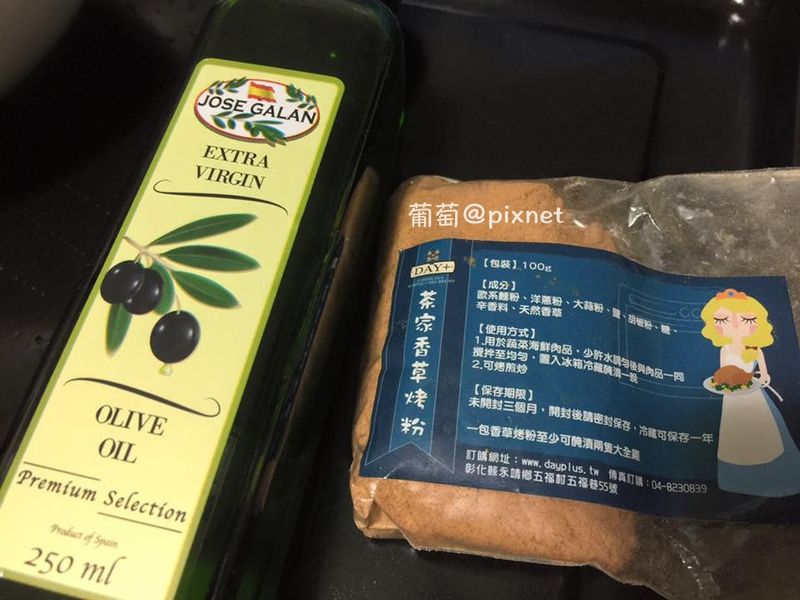 JOSE GALAN
EXTRA
VIRGIN
OLIVE
OIL
Premium Selection
Product of Spain
250 ml
葡萄@pixnet
DAY+
茶家香草烤粉
【包裝】100g
【成分】
歐系麵粉、洋蔥粉、大蒜粉、鹽、胡椒粉、糖、
辛香料、天然香草
【使用方式】
1.用於蔬菜海鮮肉品，少許水調勻後與肉品一同
攪拌至均勻，置入冰箱冷藏醃漬一晚
2.可烤煎炒
【保存期限】
未開封三個月，開封後請密封保存，冷藏可保存一年
一包香草烤粉至少可醃漬兩隻大全雞
訂購網址：www.dayplus.tw 傳真訂購：04-8230839
彰化縣永靖鄉五福村五福巷55號